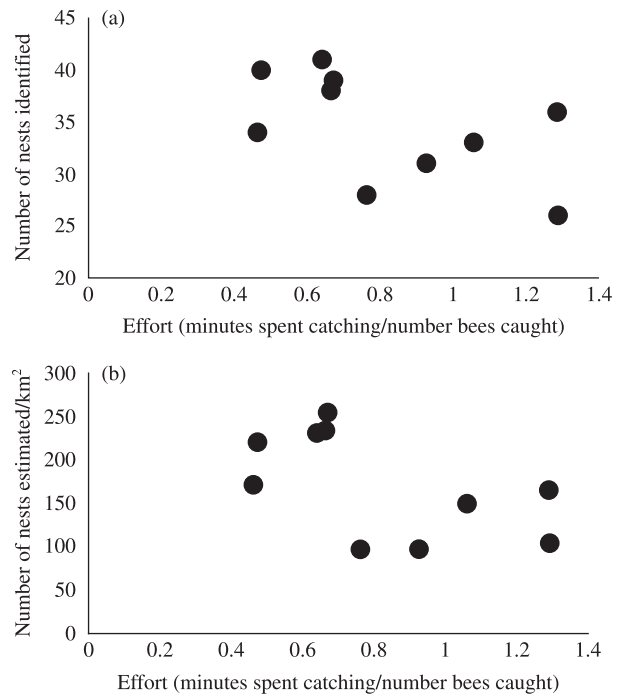 (a)
Number of nests identified
45
40
35
30
25
20
0 0.2 0.4 0.6 0.8 1 1.2 1.4
Effort (minutes spent catching/number bees caught)
(b)
Number of nests estimated/km²
300
250
200
150
100
50
0
0 0.2 0.4 0.6 0.8 1 1.2 1.4
Effort (minutes spent catching/number bees caught)